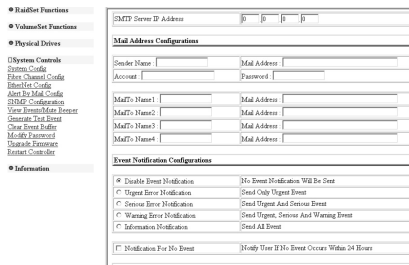 RaidSet Functions
VolumeSet Functions
Physical Drives
System Controls
System Config
Fibre Channel Config
EtherNet Config
Alert By Mail Config
SNMP Configuration
View Events/Mute Beeper
Generate Test Event
Clear Event Buffer
Modify Password
Upgrade Firmware
Restart Controller
Information
SMTP Server IP Address 0 0 0 0
Mail Address Configurations
Sender Name : Mail Address :
Account : Password :
MailTo Name1 : Mail Address :
MailTo Name2 : Mail Address :
MailTo Name3 : Mail Address :
MailTo Name4 : Mail Address :
Event Notification Configurations
Disable Event Notification No Event Notification Will Be Sent
Urgent Error Notification Send Only Urgent Event
Serious Error Notification Send Urgent And Serious Event
Warning Error Notification Send Urgent, Serious And Warning Event
Information Notification Send All Event
Notification For No Event Notify User If No Event Occurs Within 24 Hours